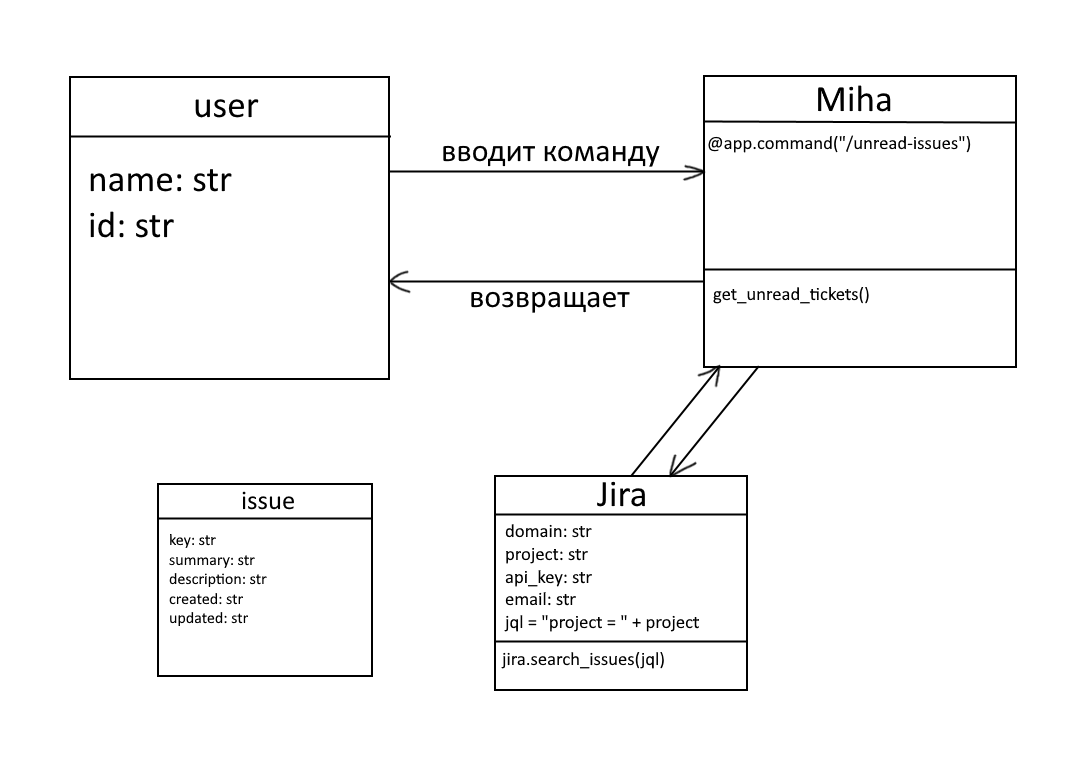 user
name: str
id: str
вводит команду
возвращает
Miha
@app.command("/unread-issues")
get_unread_tickets()
issue
key: str
summary: str
description: str
created: str
updated: str
Jira
domain: str
project: str
api_key: str
email: str
jql = "project = " + project
jira.search_issues(jql)